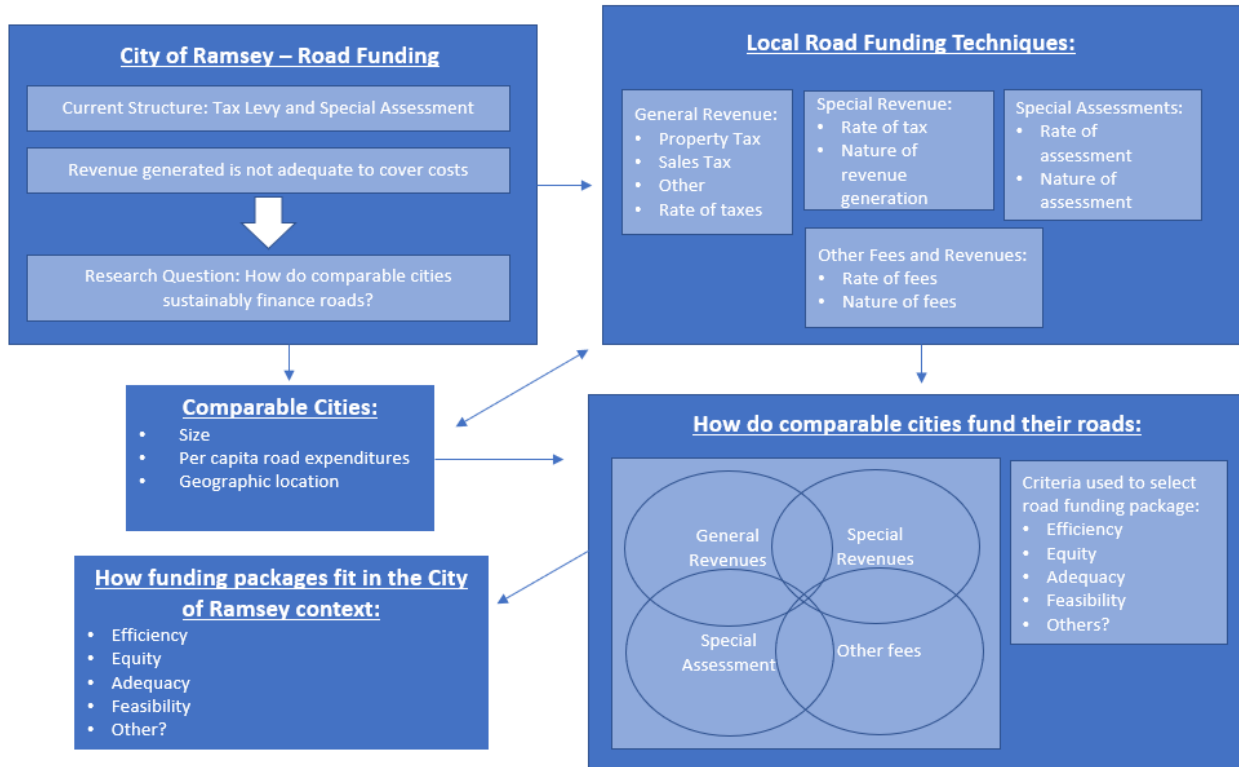 City of Ramsey – Road Funding
Current Structure: Tax Levy and Special Assessment
Revenue generated is not adequate to cover costs
Research Question: How do comparable cities
sustainably finance roads?
Local Road Funding Techniques:
General Revenue:
• Property Tax
• Sales Tax
• Other
• Rate of taxes
Special Revenue:
• Rate of tax
• Nature of
revenue
generation
Special Assessments:
• Rate of
assessment
• Nature of
assessment
Other Fees and Revenues:
• Rate of fees
• Nature of fees
Comparable Cities:
• Size
• Per capita road expenditures
• Geographic location
How do comparable cities fund their roads:
General
Revenues
Special
Revenues
Special
Assessment
Other fees
Criteria used to select
road funding package:
• Efficiency
• Equity
• Adequacy
• Feasibility
• Others?
How funding packages fit in the City
of Ramsey context:
• Efficiency
• Equity
• Adequacy
• Feasibility
• Other?